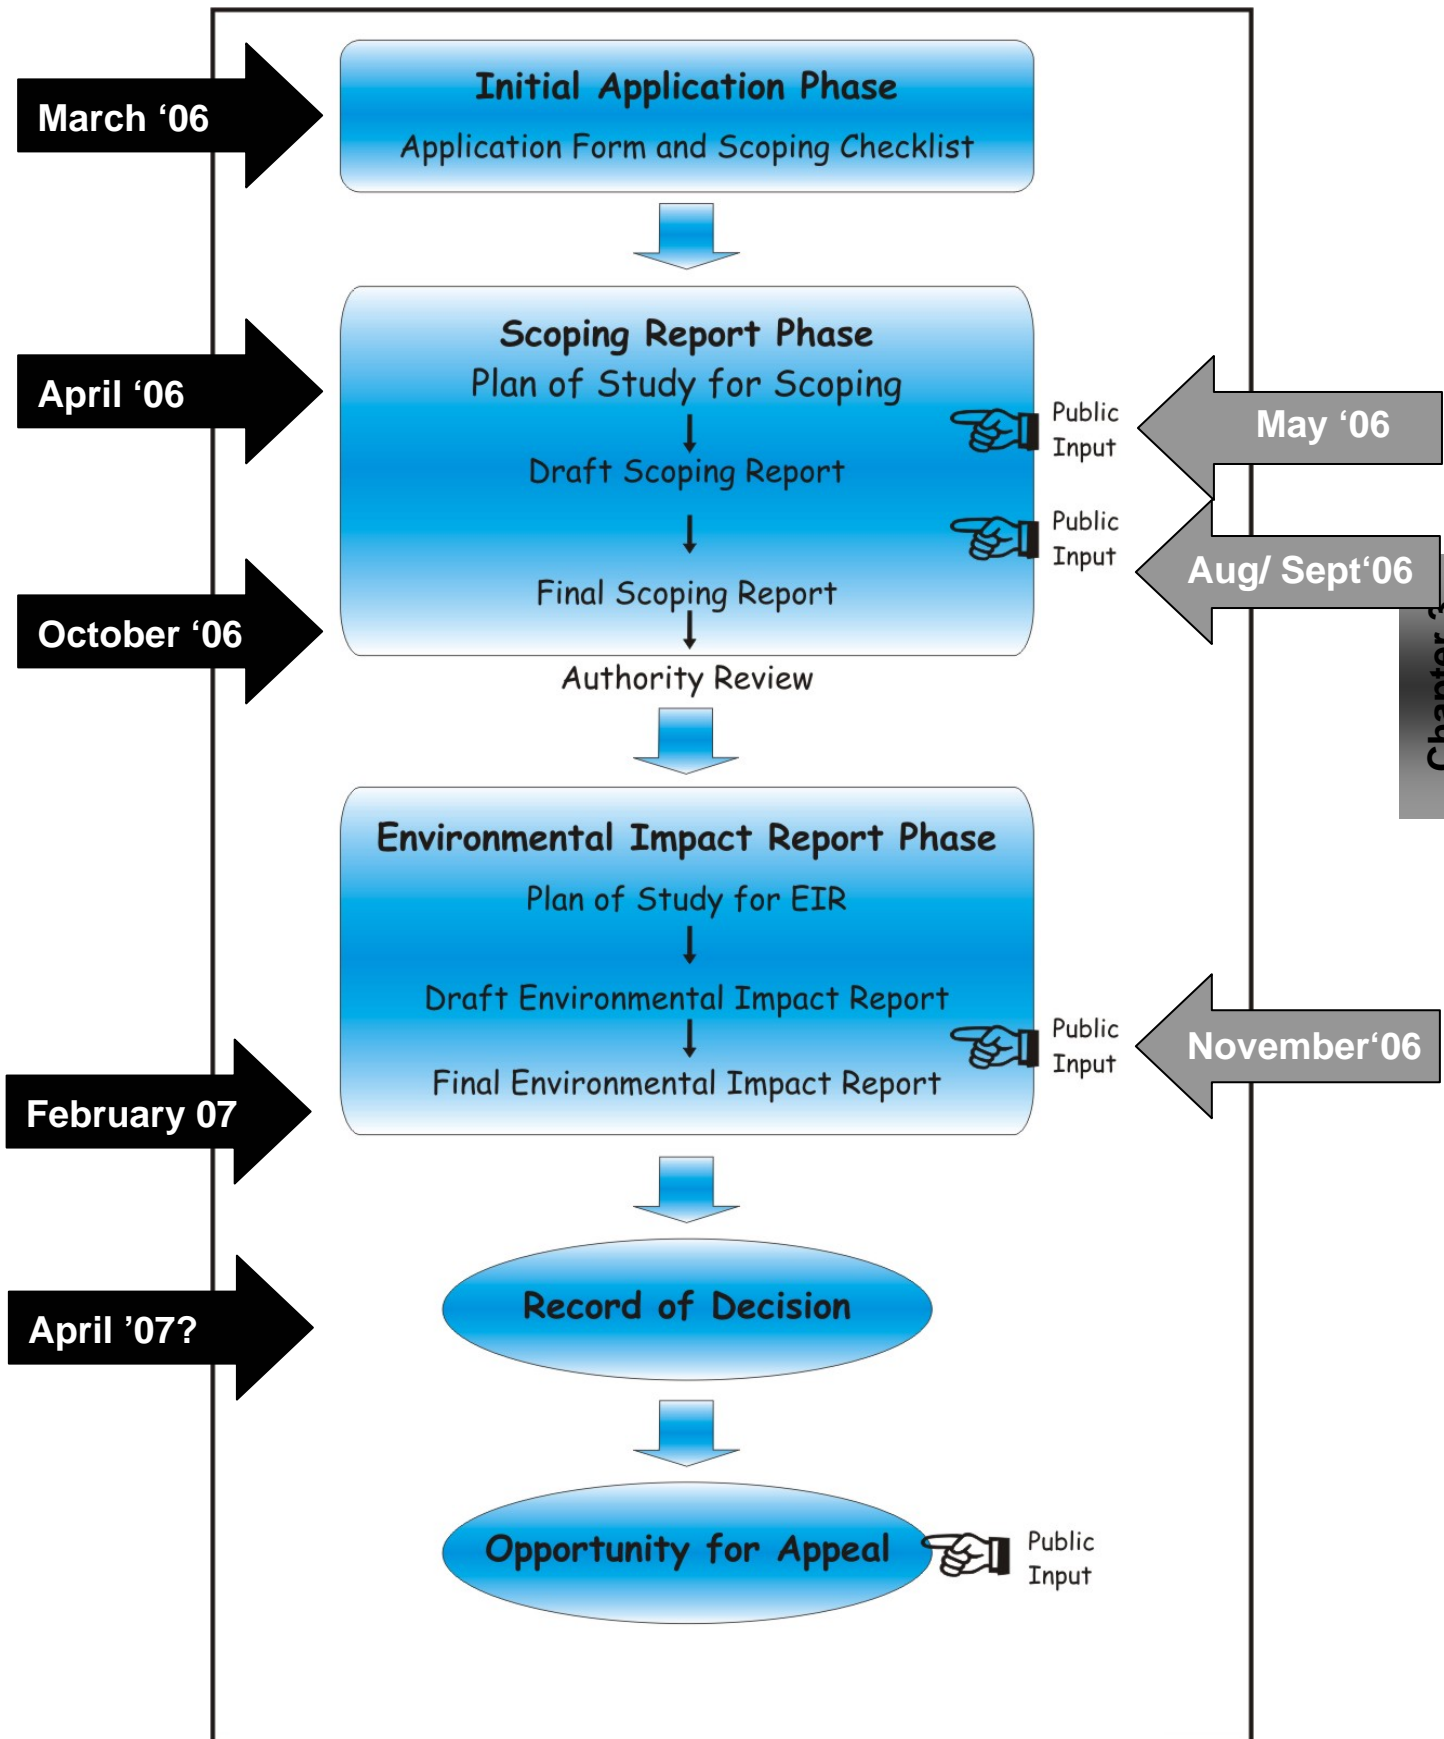 March ‘06
Initial Application Phase
Application Form and Scoping Checklist
April ‘06
Scoping Report Phase
Plan of Study for Scoping
Public
Input
May ‘06
Draft Scoping Report
Public
Input
Aug/ Sept‘06
Final Scoping Report
October ‘06
Authority Review
Chapter 3
Environmental Impact Report Phase
Plan of Study for EIR
Draft Environmental Impact Report
Public
Input
November‘06
Final Environmental Impact Report
February 07
Record of Decision
April ’07?
Opportunity for Appeal
Public
Input